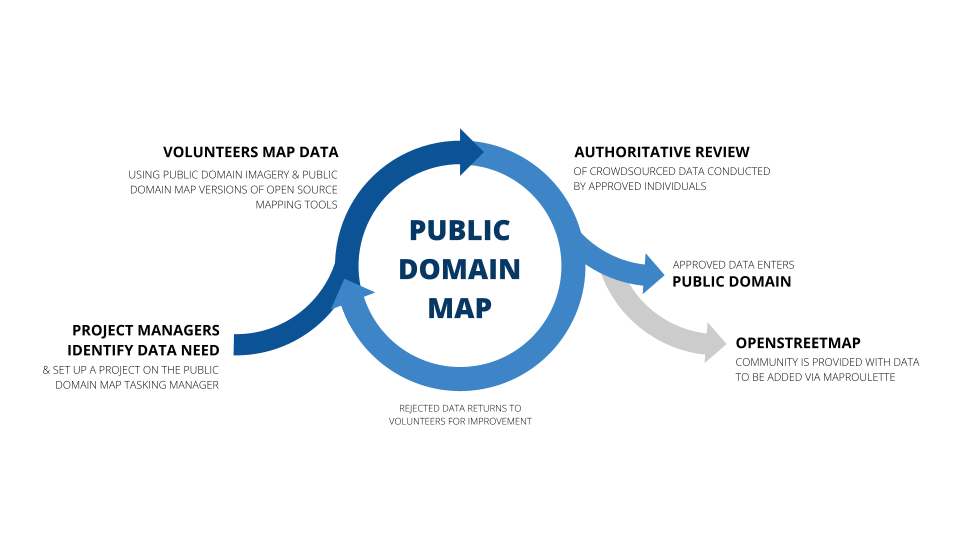 VOLUNTEERS MAP DATA
USING PUBLIC DOMAIN IMAGERY & PUBLIC
DOMAIN MAP VERSIONS OF OPEN SOURCE
MAPPING TOOLS
AUTHORITATIVE REVIEW
OF CROWDSOURCED DATA CONDUCTED
BY APPROVED INDIVIDUALS
PUBLIC
DOMAIN
MAP
APPROVED DATA ENTERS
PUBLIC DOMAIN
PROJECT MANAGERS
IDENTIFY DATA NEED
& SET UP A PROJECT ON THE PUBLIC
DOMAIN MAP TASKING MANAGER
OPENSTREETMAP
COMMUNITY IS PROVIDED WITH DATA
TO BE ADDED VIA MAPROULETTE
REJECTED DATA RETURNS TO
VOLUNTEERS FOR IMPROVEMENT